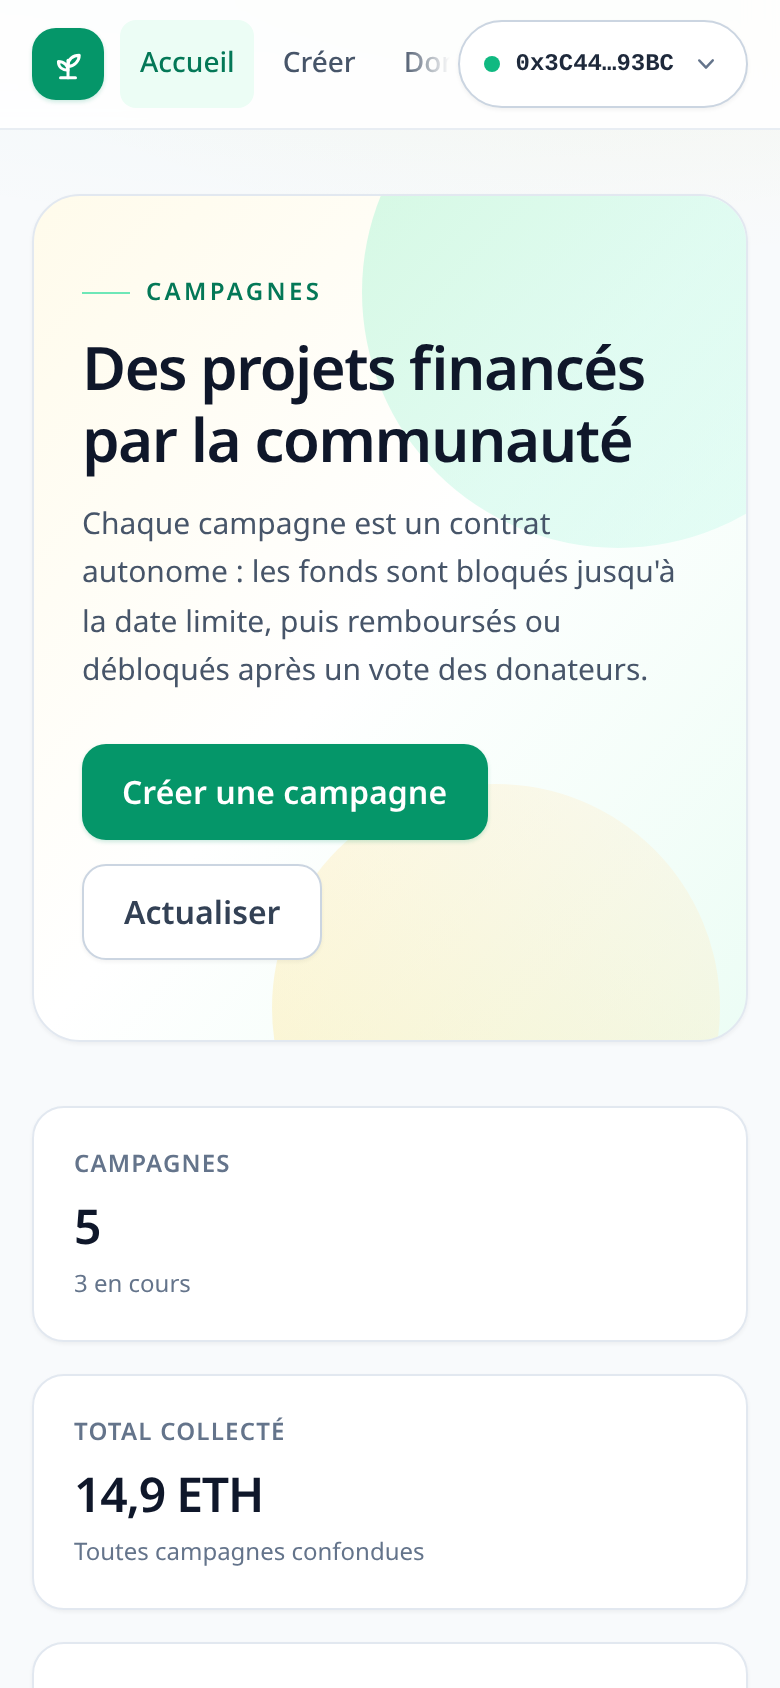 Accueil Créer 0x3C44…93BC
CAMPAGNES
Des projets financés
par la communauté
Chaque campagne est un contrat
autonome : les fonds sont bloqués jusqu'à
la date limite, puis remboursés ou
débloqués après un vote des donateurs.
Créer une campagne
Actualiser
CAMPAGNES
5
3 en cours
TOTAL COLLECTÉ
14,9 ETH
Toutes campagnes confondues